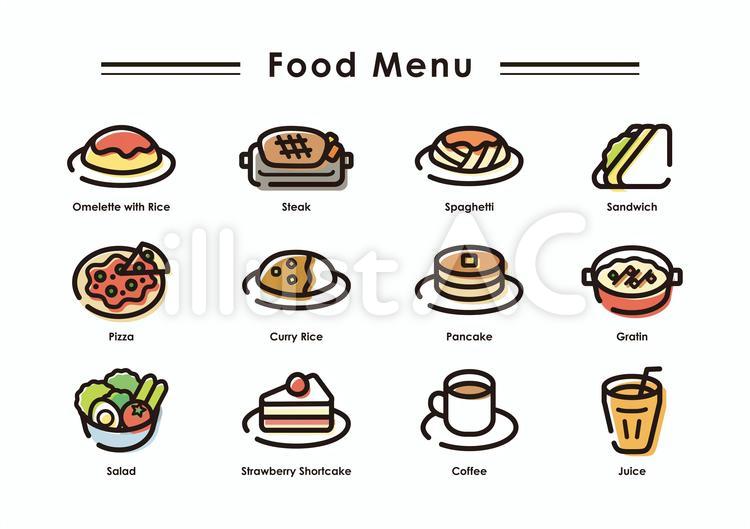 Food Menu
Omelette with Rice
Steak
Spaghetti
Sandwich
illust AC
Pizza
Curry Rice
Pancake
Gratin
Salad
Strawberry Shortcake
Coffee
Juice